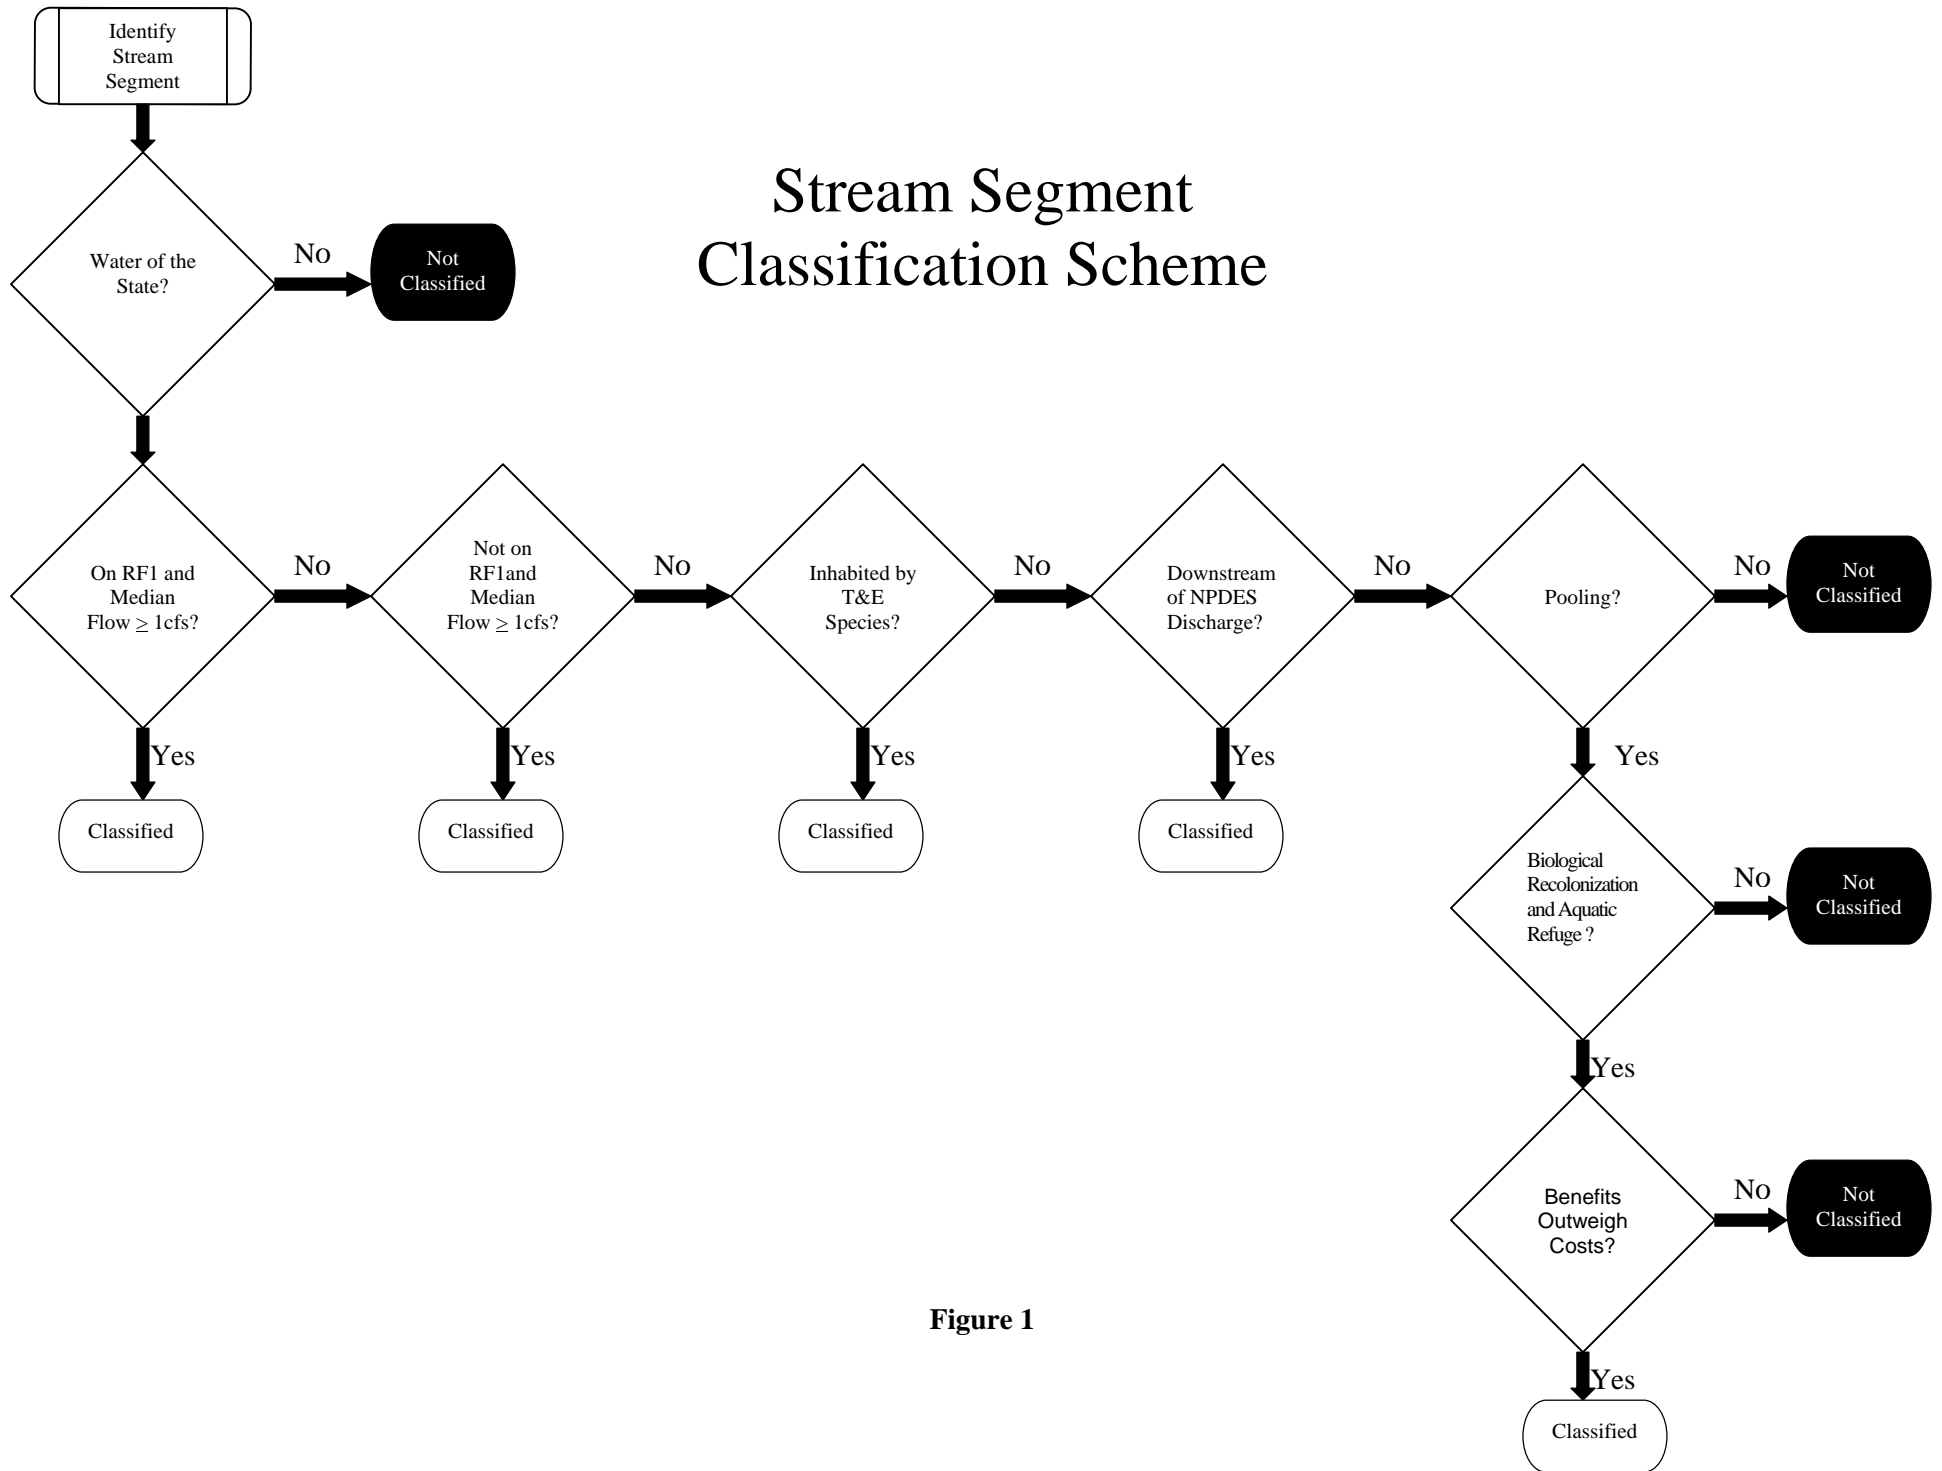 Identify
Stream
Segment
Stream Segment
Classification Scheme
Water of the
State?
No
Not
Classified
On RF1 and
Median
Flow ≥ 1cfs?
No
Not on
RF1and
Median
Flow ≥ 1cfs?
No
Inhabited by
T&E
Species?
No
Downstream
of NPDES
Discharge?
No
Pooling?
No
Not
Classified
Yes
Classified
Yes
Classified
Yes
Classified
Yes
Classified
Yes
Biological
Recolonization
and Aquatic
Refuge ?
No
Not
Classified
Yes
Benefits
Outweigh
Costs?
No
Not
Classified
Yes
Classified
Figure 1